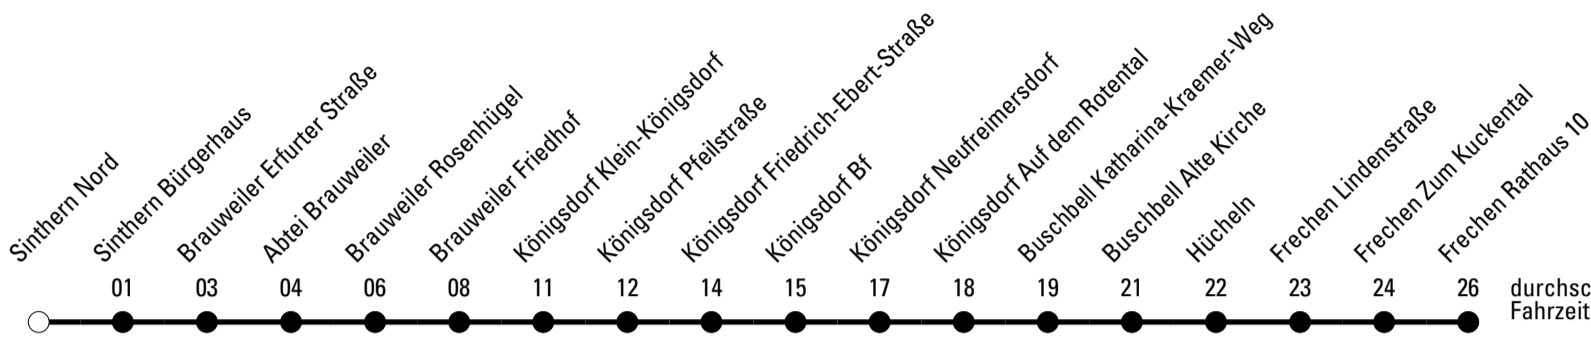 Sinthern Nord
Sinthern Bürgerhaus
Brauweiler Erfurter Straße
Abtei Brauweiler
Brauweiler Rosenhügel
Brauweiler Friedhof
Königsdorf Klein-Königsdorf
Königsdorf Pfeilstraße
Königsdorf Friedrich-Ebert-Straße
Königsdorf Bf
Königsdorf Neufreimersdorf
Königsdorf Auf dem Rotental
Buschbell Katharina-Kraemer-Weg
Buschbell Alte Kirche
Hücheln
Frechen Lindenstraße
Frechen Zum Kuckental
Frechen Rathaus 10
01 03 04 06 08 11 12 14 15 17 18 19 21 22 23 24 26 durchsc
Fahrzeit